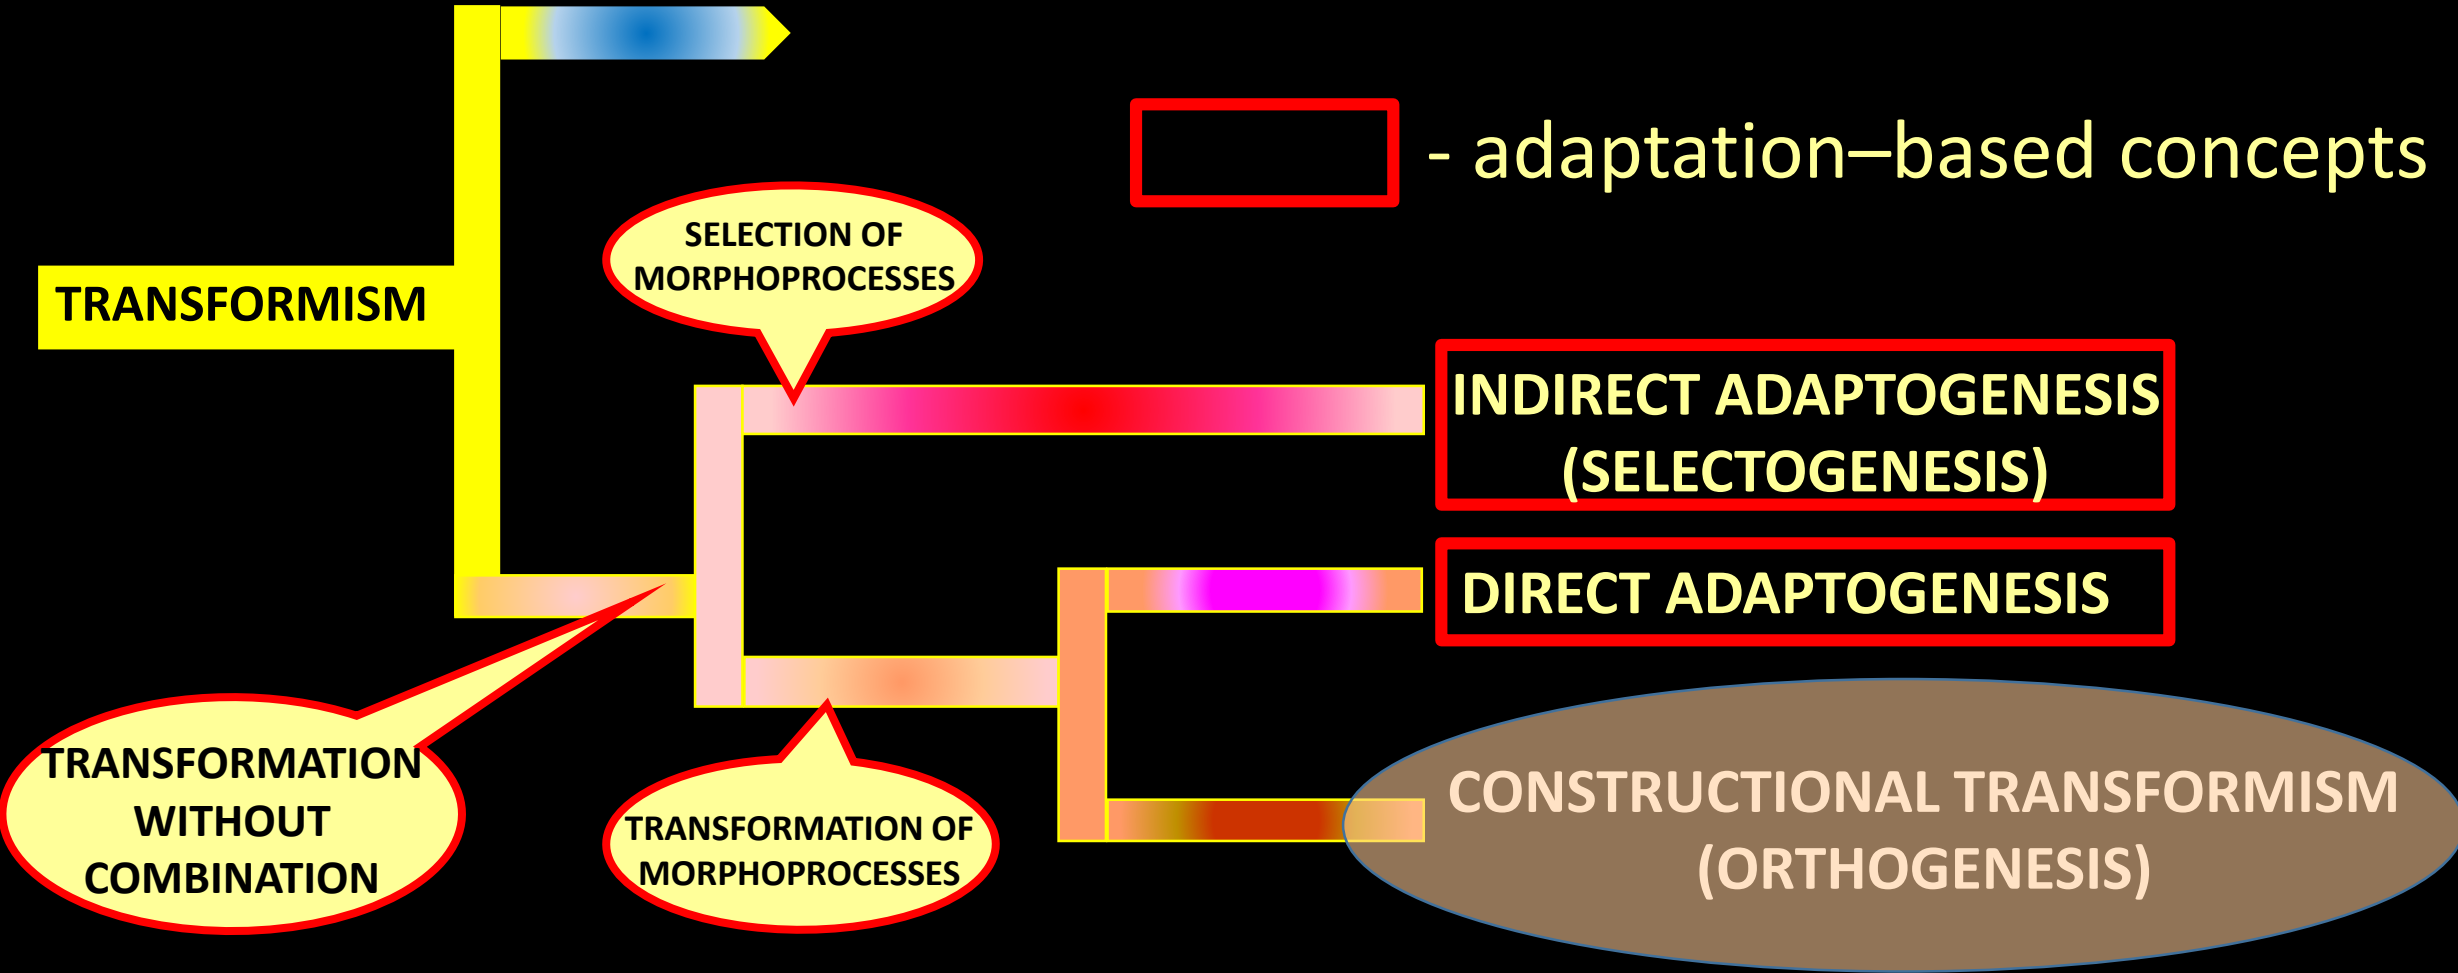 - adaptation–based concepts
SELECTION OF
MORPHOPROCESSES
TRANSFORMISM
INDIRECT ADAPTOGENESIS
(SELECTOGENESIS)
DIRECT ADAPTOGENESIS
TRANSFORMATION
WITHOUT
COMBINATION
TRANSFORMATION OF
MORPHOPROCESSES
CONSTRUCTIONAL TRANSFORMISM
(ORTHOGENESIS)